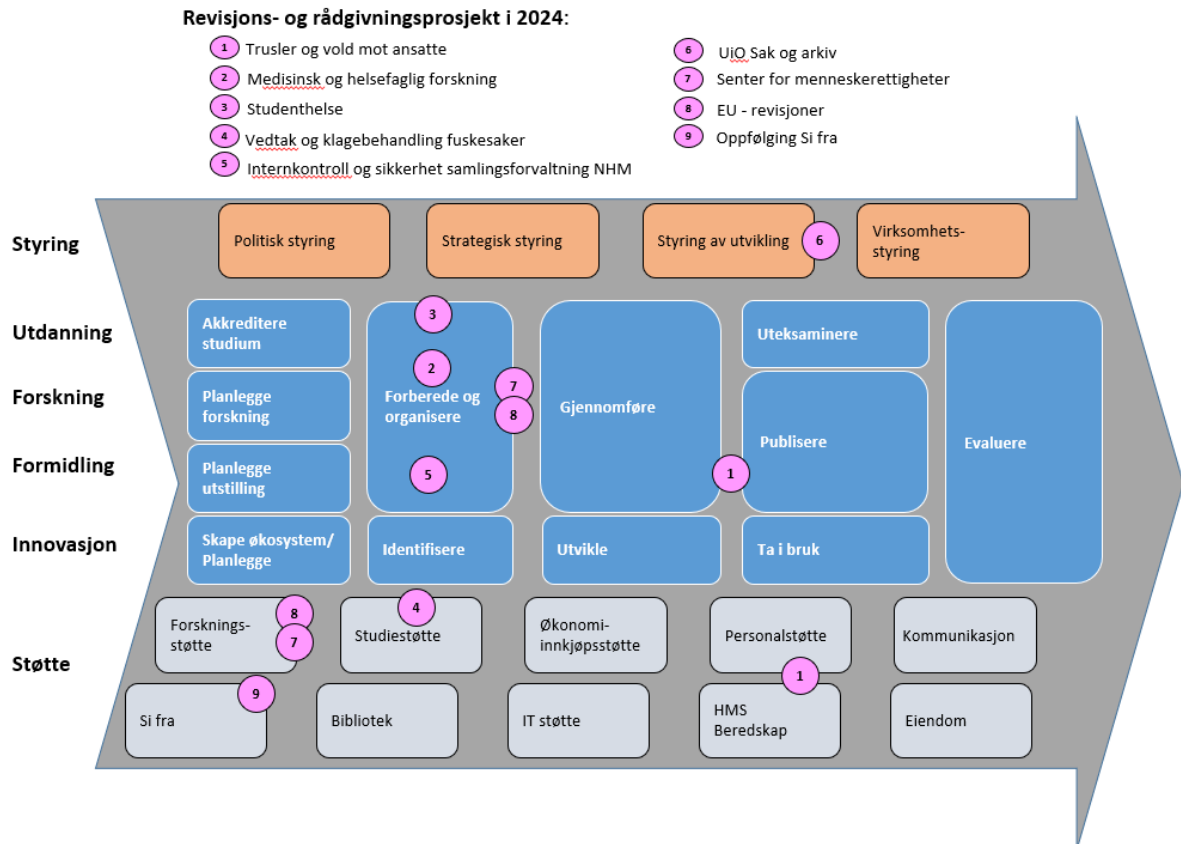 Revisjons- og rådgivningsprosjekt i 2024:
1 Trusler og vold mot ansatte
2 Medisinsk og helsefaglig forskning
3 Studenthelse
4 Vedtak og klagebehandling fuskesaker
5 Internkontroll og sikkerhet samlingsforvaltning NHM
6 UiO Sak og arkiv
7 Senter for menneskerettigheter
8 EU - revisjoner
9 Oppfølging Si fra
Styring
Politisk styring
Strategisk styring
Styring av utvikling
6
Virksomhets-
styring
Utdanning
Forskning
Formidling
Innovasjon
Akkreditere
studium
Planlegge
forskning
Planlegge
utstilling
Skape økosystem/
Planlegge
3
2
Forberede og
organisere
7
8
5
Identifisere
Gjennomføre
Utvikle
1
Uteksaminere
Publisere
Ta i bruk
Evaluere
Støtte
Forsknings-
støtte
8
7
4
Studiestøtte
Økonomi-
innkjøpsstøtte
Personalstøtte
1
Kommunikasjon
Si fra
9
Bibliotek
IT støtte
HMS
Beredskap
Eiendom